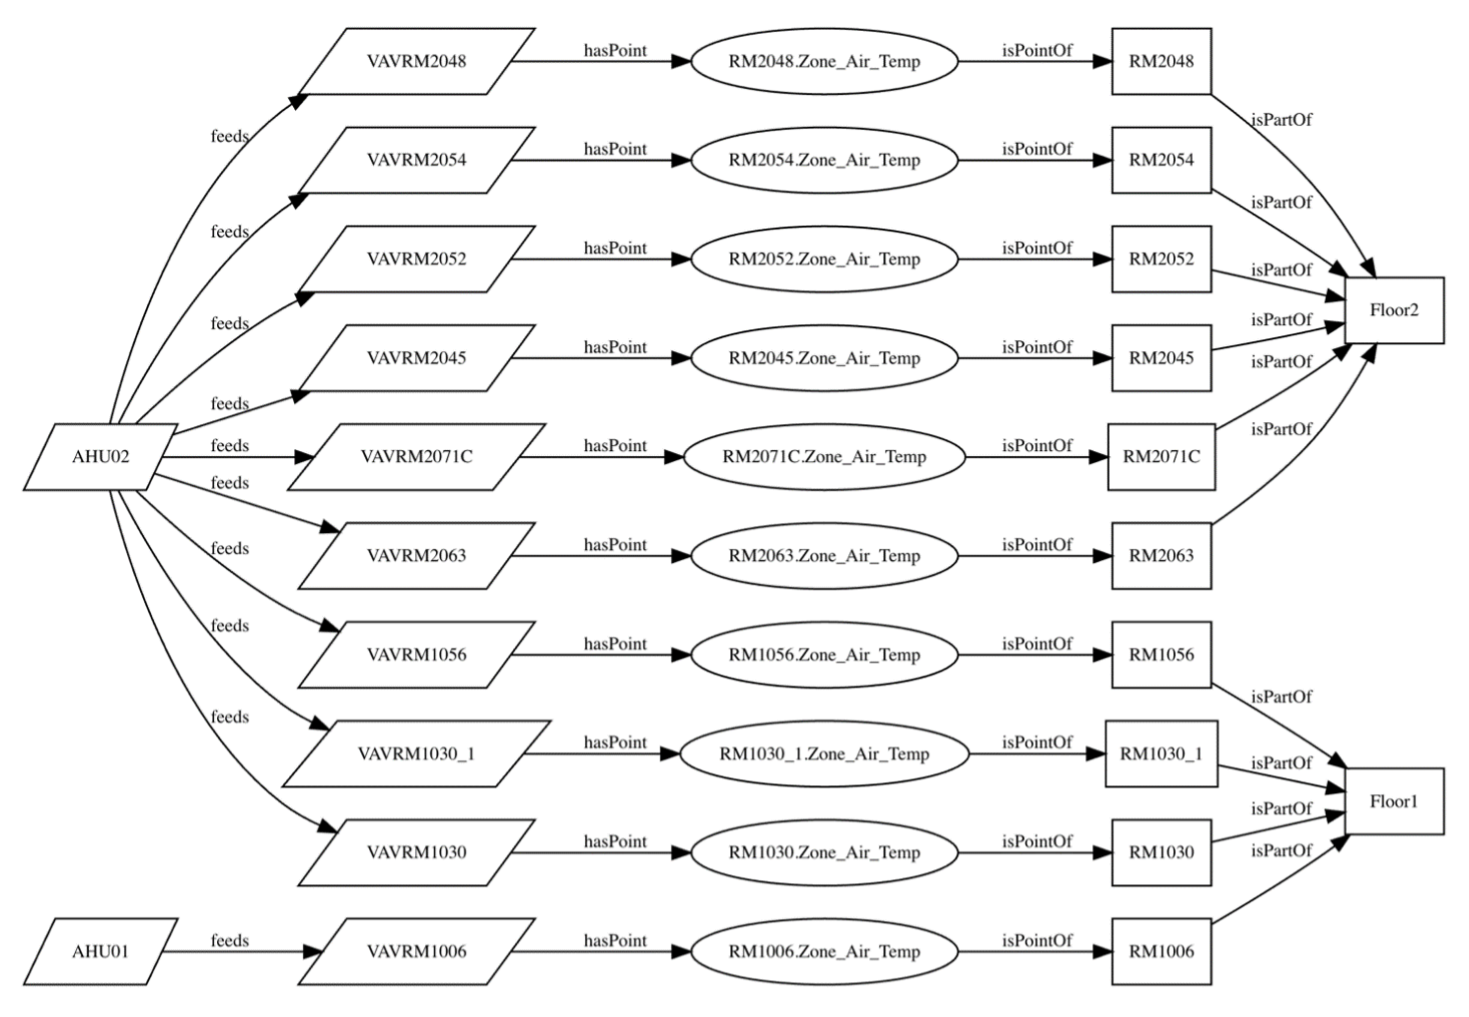 VAVRM2048 hasPoint RM2048.Zone_Air_Temp isPointOf RM2048
isPartOf
feeds
VAVRM2054 hasPoint RM2054.Zone_Air_Temp isPointOf RM2054
isPartOf
feeds
VAVRM2052 hasPoint RM2052.Zone_Air_Temp isPointOf RM2052
isPartOf
Floor2
feeds
isPartOf
VAVRM2045 hasPoint RM2045.Zone_Air_Temp isPointOf RM2045
isPartOf
feeds
isPartOf
AHU02 feeds VAVRM2071C hasPoint RM2071C.Zone_Air_Temp isPointOf RM2071C
feeds
feeds
VAVRM2063 hasPoint RM2063.Zone_Air_Temp isPointOf RM2063
feeds
VAVRM1056 hasPoint RM1056.Zone_Air_Temp isPointOf RM1056
isPartOf
feeds
VAVRM1030_1 hasPoint RM1030_1.Zone_Air_Temp isPointOf RM1030_1
isPartOf
Floor1
isPartOf
VAVRM1030 hasPoint RM1030.Zone_Air_Temp isPointOf RM1030
isPartOf
AHU01 feeds VAVRM1006 hasPoint RM1006.Zone_Air_Temp isPointOf RM1006